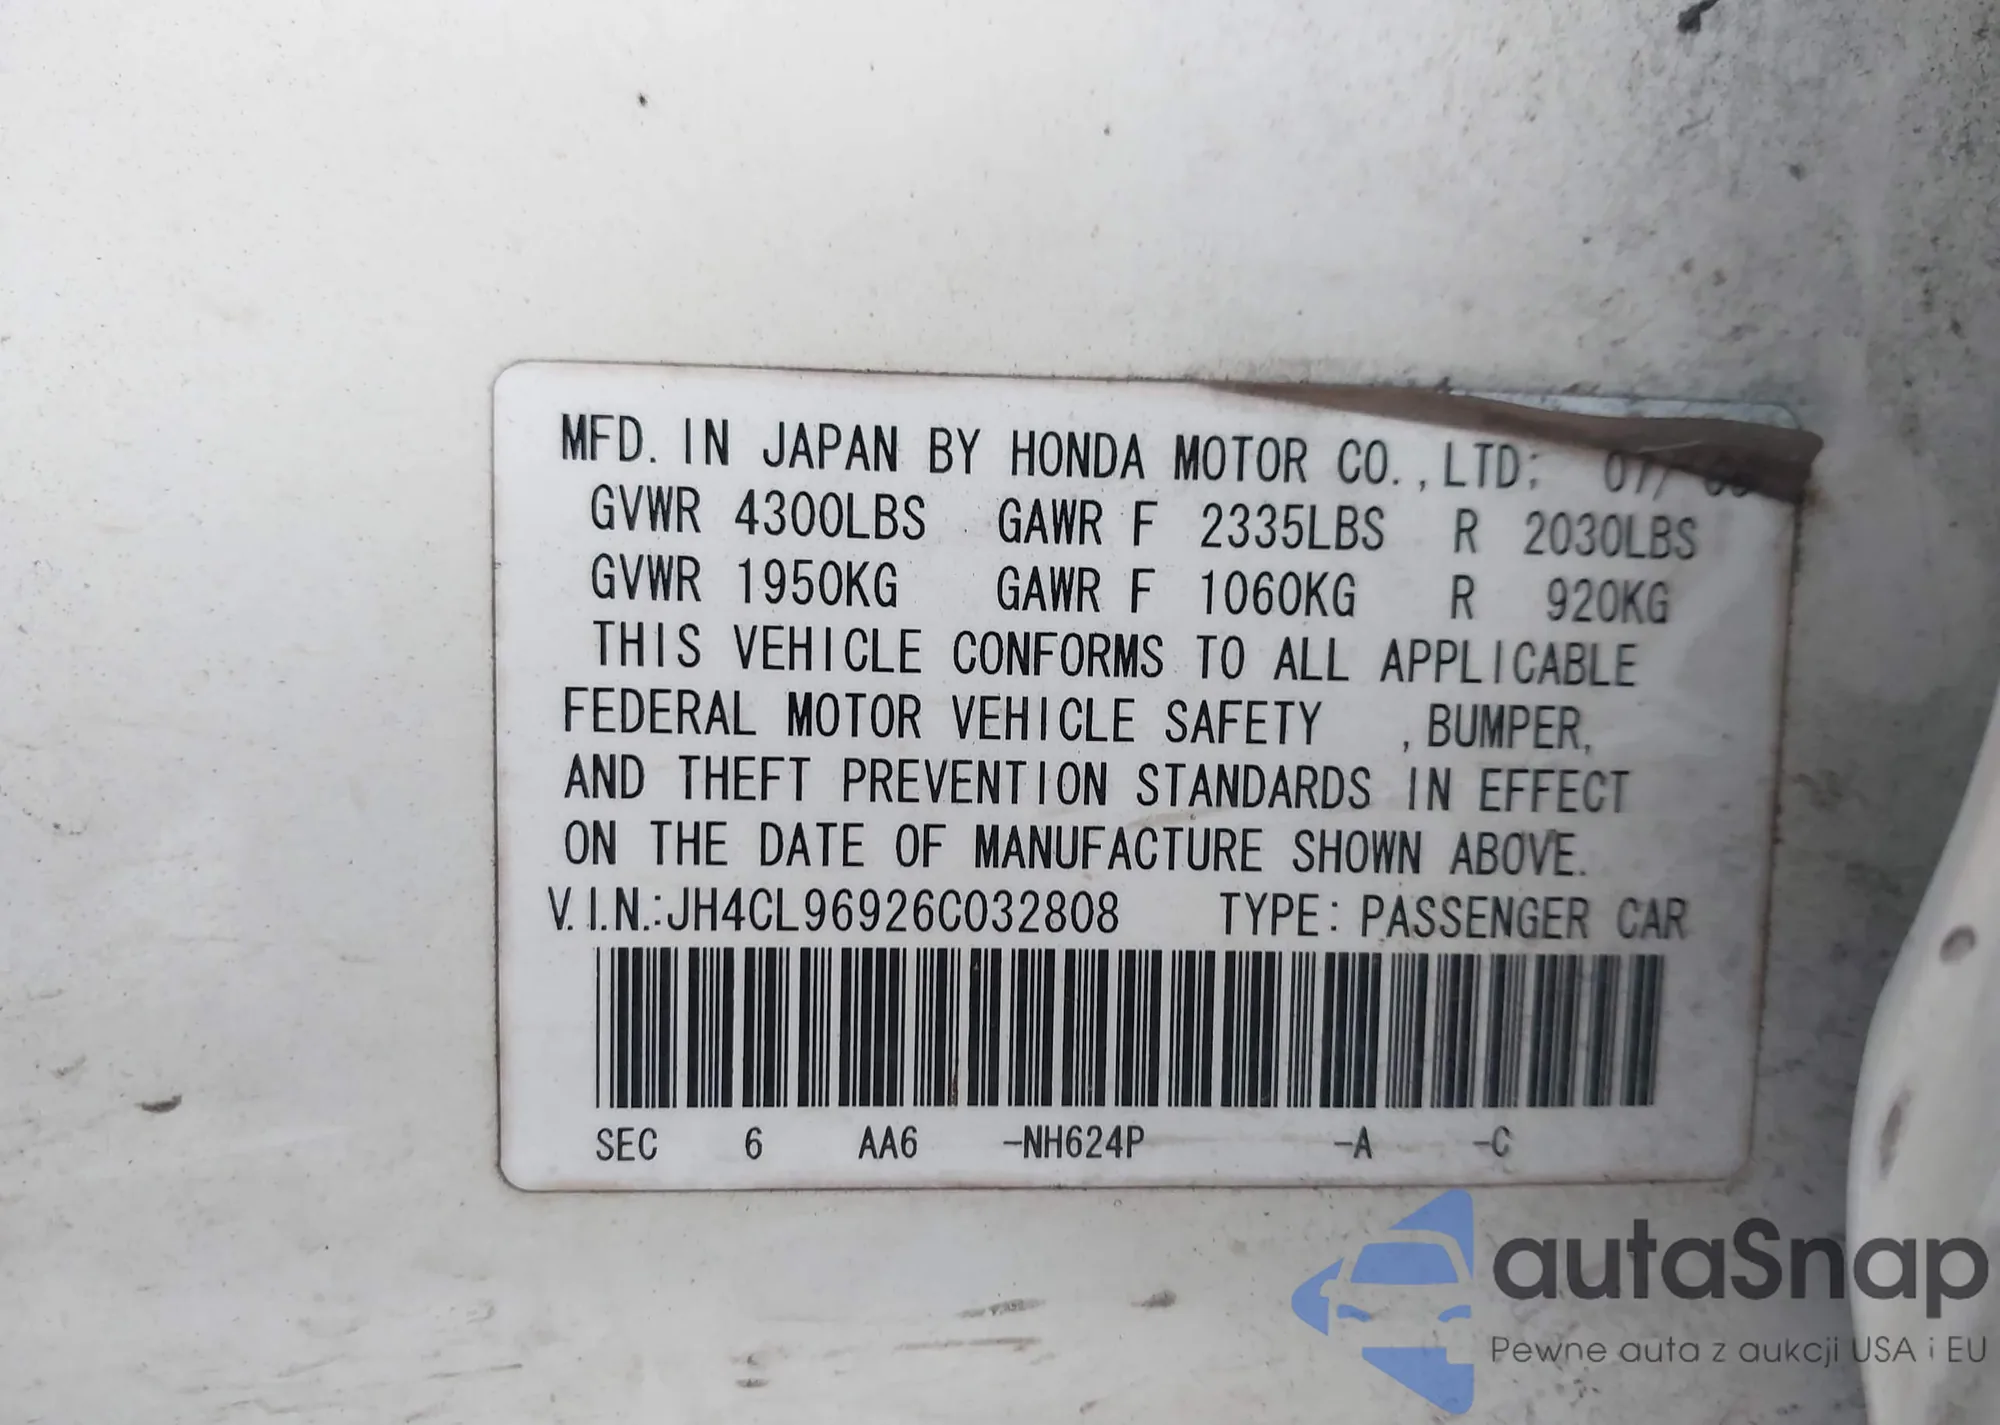 MFD. IN JAPAN BY HONDA MOTOR CO.,LTD; 07/
GVWR 4300LBS GAWR F 2335LBS R 2030LBS
GVWR 1950KG GAWR F 1060KG R 920KG
THIS VEHICLE CONFORMS TO ALL APPLICABLE
FEDERAL MOTOR VEHICLE SAFETY , BUMPER,
AND THEFT PREVENTION STANDARDS IN EFFECT
ON THE DATE OF MANUFACTURE SHOWN ABOVE.
V.I.N.:JH4CL96926C032808 TYPE: PASSENGER CAR
SEC 6 AA6 -NH624P -A -C
autaSnap
Pewne auta z aukcji USA i EU